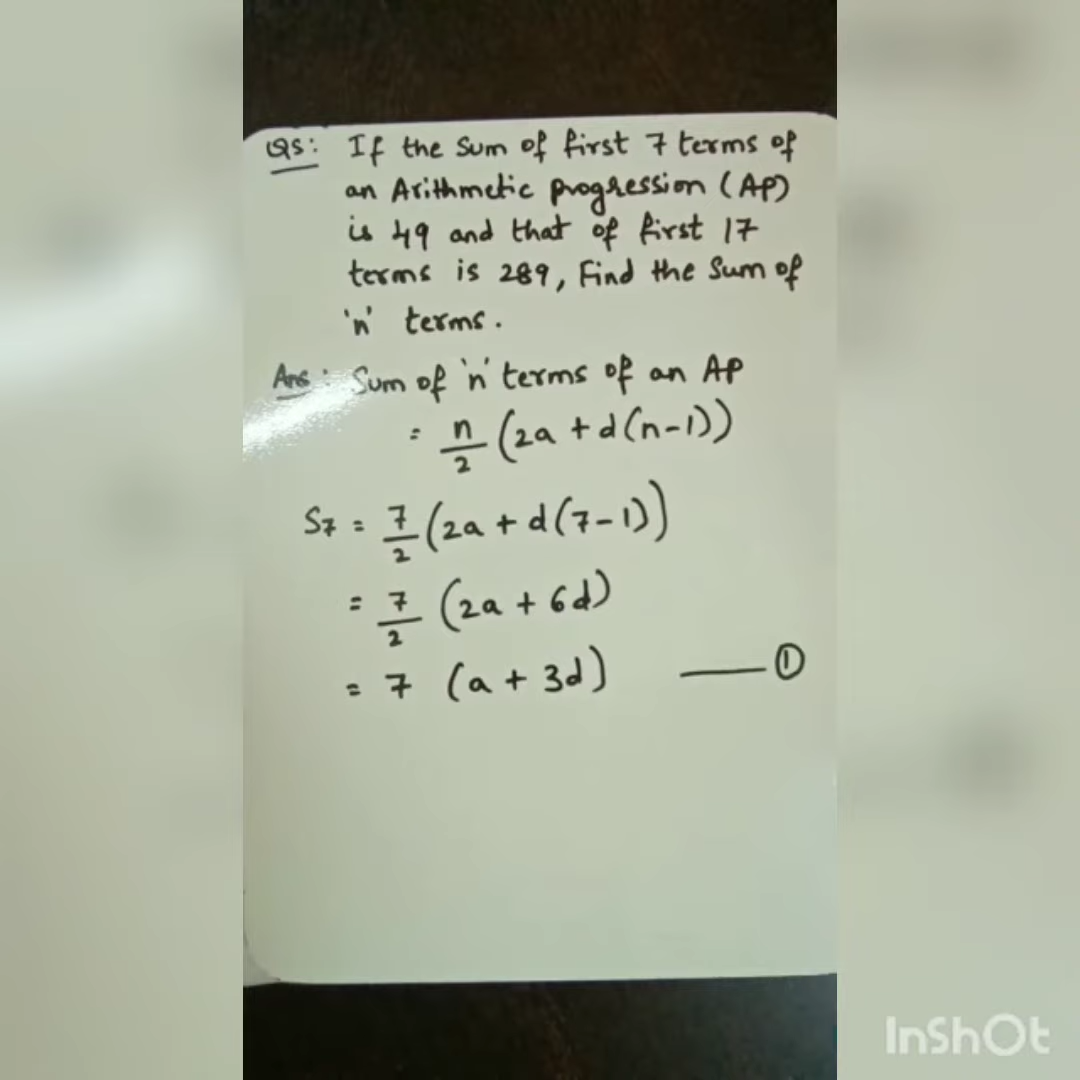 Qs: If the sum of first 7 terms of
an Arithmetic progression (AP)
is 49 and that of first 17
terms is 289, Find the Sum of
'n' terms.
Ans: Sum of 'n' terms of an AP
= n/2 (2a + d(n-1))
S7 = 7/2 (2a + d(7-1))
= 7/2 (2a + 6d)
= 7 (a + 3d) —— ①
InShOt